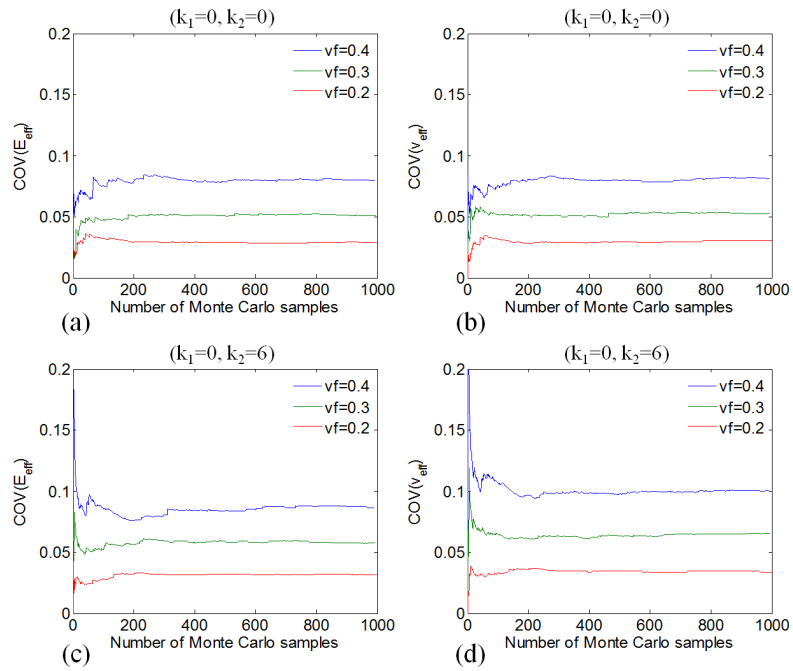 (k₁=0, k₂=0)
0.2
0.15
0.1
0.05
0
COV(E_eff)
vf=0.4
vf=0.3
vf=0.2
0 200 400 600 800 1000
Number of Monte Carlo samples
(a)
(k₁=0, k₂=0)
0.2
0.15
0.1
0.05
0
COV(v_eff)
vf=0.4
vf=0.3
vf=0.2
0 200 400 600 800 1000
Number of Monte Carlo samples
(b)
(k₁=0, k₂=6)
0.2
0.15
0.1
0.05
0
COV(E_eff)
vf=0.4
vf=0.3
vf=0.2
0 200 400 600 800 1000
Number of Monte Carlo samples
(c)
(k₁=0, k₂=6)
0.2
0.15
0.1
0.05
0
COV(v_eff)
vf=0.4
vf=0.3
vf=0.2
0 200 400 600 800 1000
Number of Monte Carlo samples
(d)